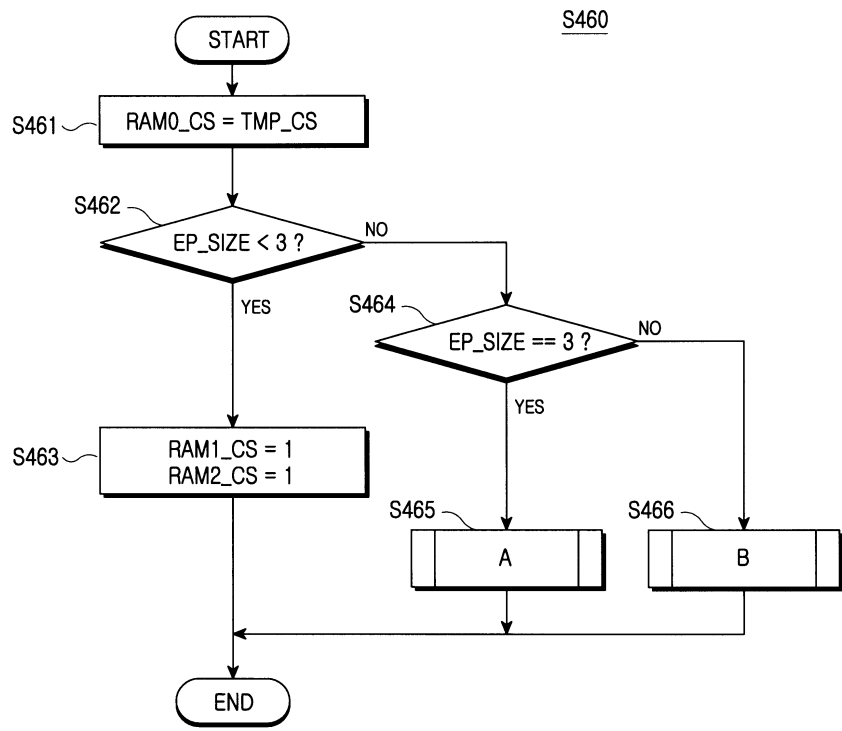 S460
START
S461
RAM0_CS = TMP_CS
S462
EP_SIZE < 3 ?
NO
YES
S464
EP_SIZE == 3 ?
NO
YES
S463
RAM1_CS = 1
RAM2_CS = 1
S465
A
S466
B
END